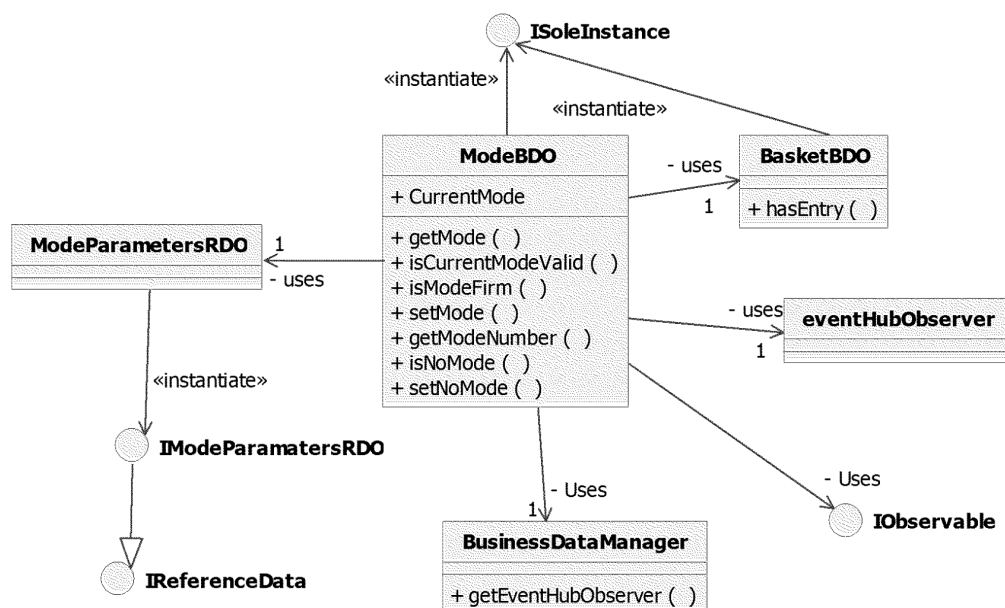 ISoleInstance
«instantiate»
«instantiate»
ModeBDO
+ CurrentMode
+ getMode ( )
+ isCurrentModeValid ( )
+ isModeFirm ( )
+ setMode ( )
+ getModeNumber ( )
+ isNoMode ( )
+ setNoMode ( )
- uses
1
BasketBDO
+ hasEntry ( )
ModeParametersRDO
1
- uses
- uses
1
eventHubObserver
«instantiate»
IModeParamatersRDO
IReferenceData
- Uses
1
BusinessDataManager
+ getEventHubObserver ( )
- Uses
IObservable